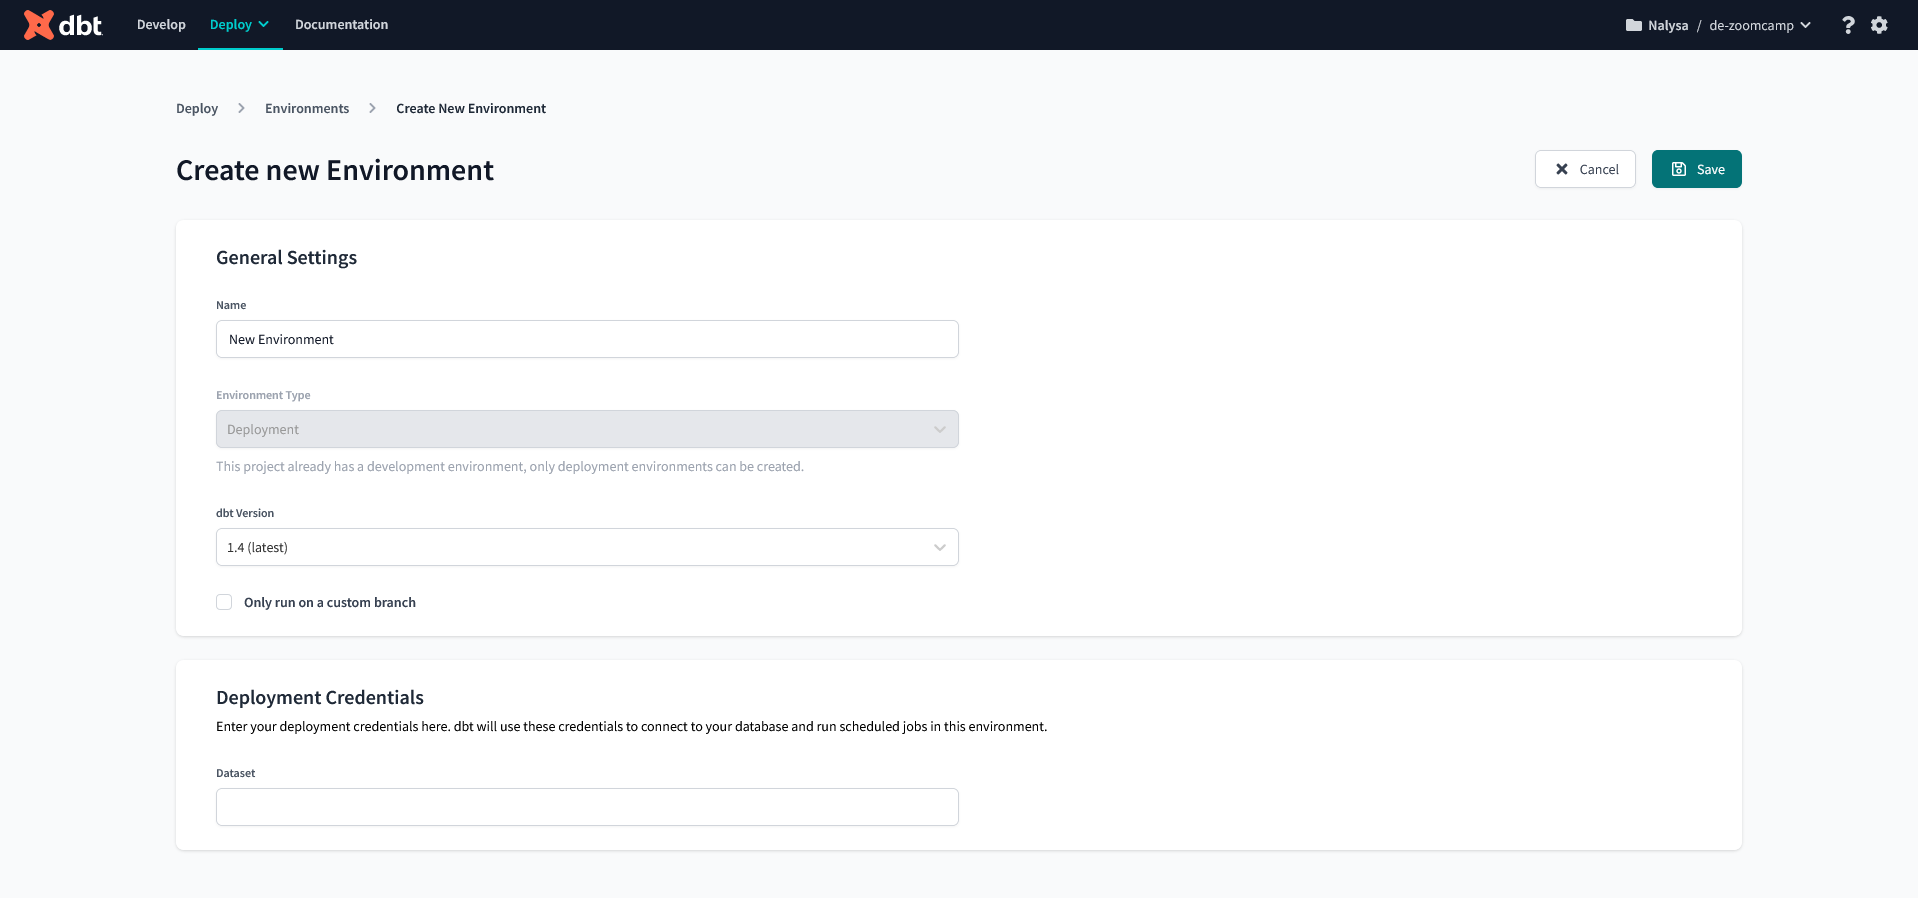 dbt Develop Deploy Documentation Nalysa / de-zoomcamp ?
Deploy > Environments > Create New Environment
Create new Environment
Cancel Save
General Settings
Name
New Environment
Environment Type
Deployment
This project already has a development environment, only deployment environments can be created.
dbt Version
1.4 (latest)
Only run on a custom branch
Deployment Credentials
Enter your deployment credentials here. dbt will use these credentials to connect to your database and run scheduled jobs in this environment.
Dataset